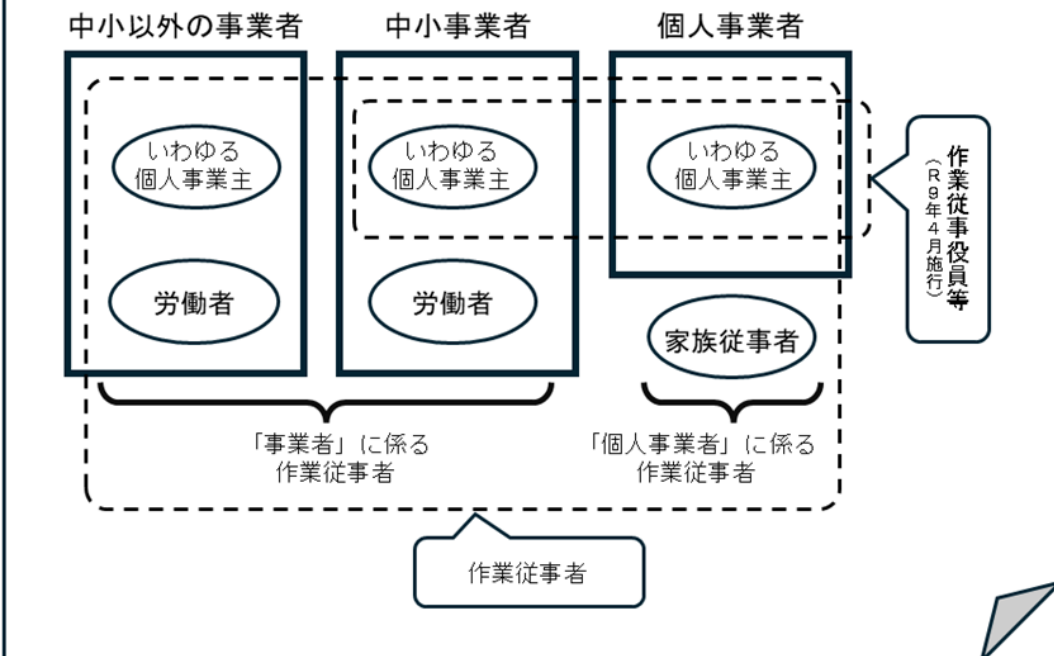 中小以外の事業者
中小事業者
個人事業者
いわゆる
個人事業主
いわゆる
個人事業主
いわゆる
個人事業主
作業従事役員等
（R9年4月施行）
労働者
労働者
家族従事者
「事業者」に係る
作業従事者
「個人事業者」に係る
作業従事者
作業従事者